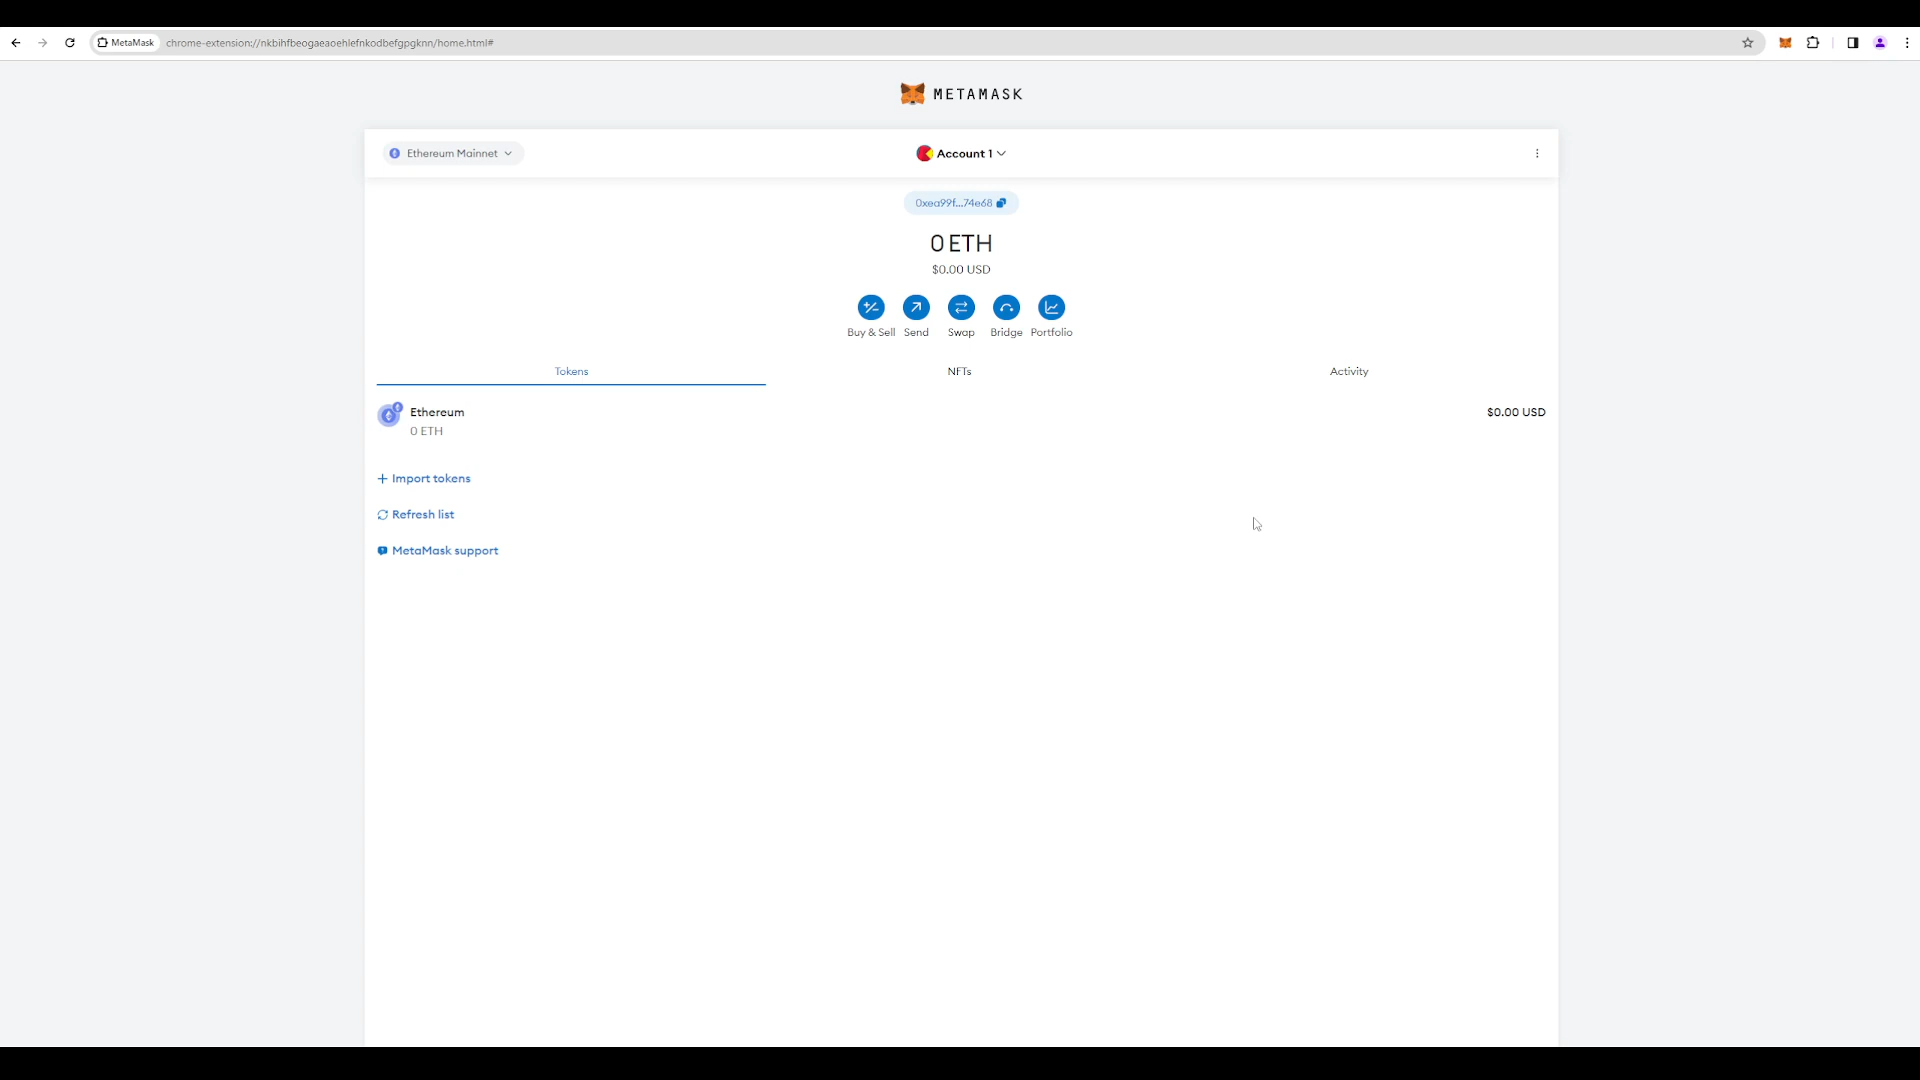 MetaMask chrome-extension://nkbihfbeogaeaoehlefnkodbefgpgknn/home.html#
METAMASK
Ethereum Mainnet Account 1
0xea99f...74e68
0 ETH
$0.00 USD
Buy & Sell Send Swap Bridge Portfolio
Tokens NFTs Activity
Ethereum $0.00 USD
0 ETH
+ Import tokens
Refresh list
MetaMask support